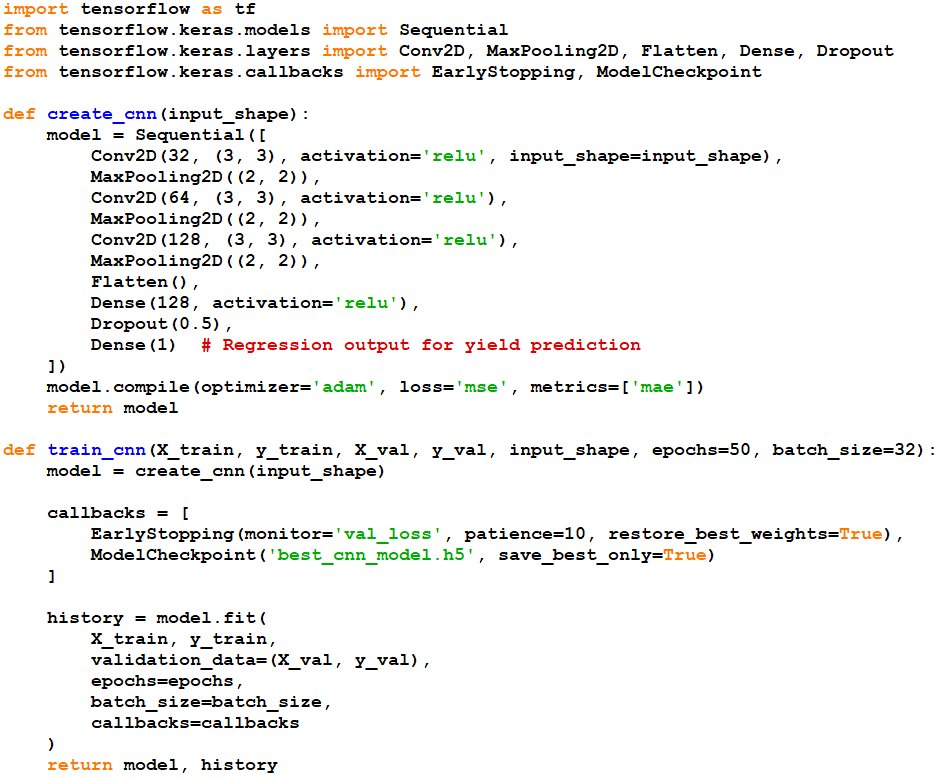 import tensorflow as tf
from tensorflow.keras.models import Sequential
from tensorflow.keras.layers import Conv2D, MaxPooling2D, Flatten, Dense, Dropout
from tensorflow.keras.callbacks import EarlyStopping, ModelCheckpoint

def create_cnn(input_shape):
    model = Sequential([
        Conv2D(32, (3, 3), activation='relu', input_shape=input_shape),
        MaxPooling2D((2, 2)),
        Conv2D(64, (3, 3), activation='relu'),
        MaxPooling2D((2, 2)),
        Conv2D(128, (3, 3), activation='relu'),
        MaxPooling2D((2, 2)),
        Flatten(),
        Dense(128, activation='relu'),
        Dropout(0.5),
        Dense(1)  # Regression output for yield prediction
    ])
    model.compile(optimizer='adam', loss='mse', metrics=['mae'])
    return model

def train_cnn(X_train, y_train, X_val, y_val, input_shape, epochs=50, batch_size=32):
    model = create_cnn(input_shape)

    callbacks = [
        EarlyStopping(monitor='val_loss', patience=10, restore_best_weights=True),
        ModelCheckpoint('best_cnn_model.h5', save_best_only=True)
    ]

    history = model.fit(
        X_train, y_train,
        validation_data=(X_val, y_val),
        epochs=epochs,
        batch_size=batch_size,
        callbacks=callbacks
    )
    return model, history